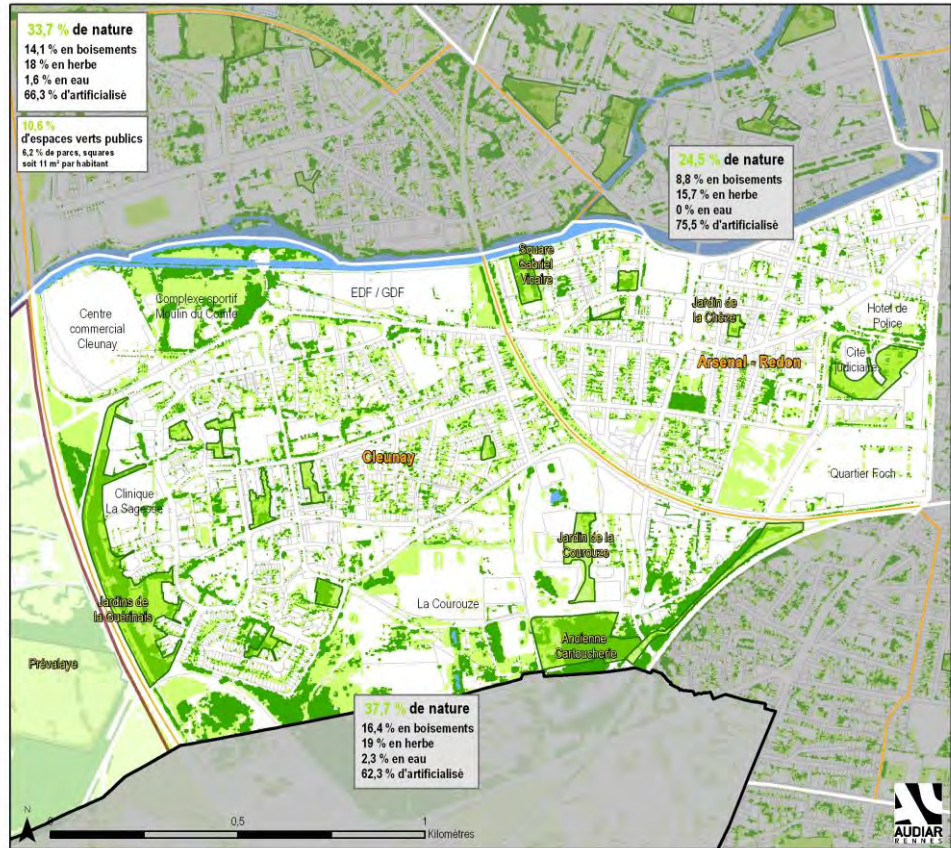 33,7 % de nature
14,1 % en boisements
18 % en herbe
1,6 % en eau
66,3 % d'artificialisé
10,6 %
d'espaces verts publics
6,2 % de parcs, squares
soit 11 m² par habitant
24,5 % de nature
8,8 % en boisements
15,7 % en herbe
0 % en eau
75,5 % d'artificialisé
Square
Gabriel
Vicaire
EDF / GDF
Complexe sportif
Moulin du Comte
Centre
commercial
Cleunay
Jardin de
la Chèze
Hotel de
Police
Arsenal - Redon
Cité
judiciaire
Cleunay
Quartier Foch
Clinique
La Sagesse
Jardin de la
Courouze
La Courouze
Jardins de
la Guérinais
Ancienne
Cartoucherie
Prévalaye
37,7 % de nature
16,4 % en boisements
19 % en herbe
2,3 % en eau
62,3 % d'artificialisé
N
0 0,5 1
Kilomètres
AUDIAR
RENNES